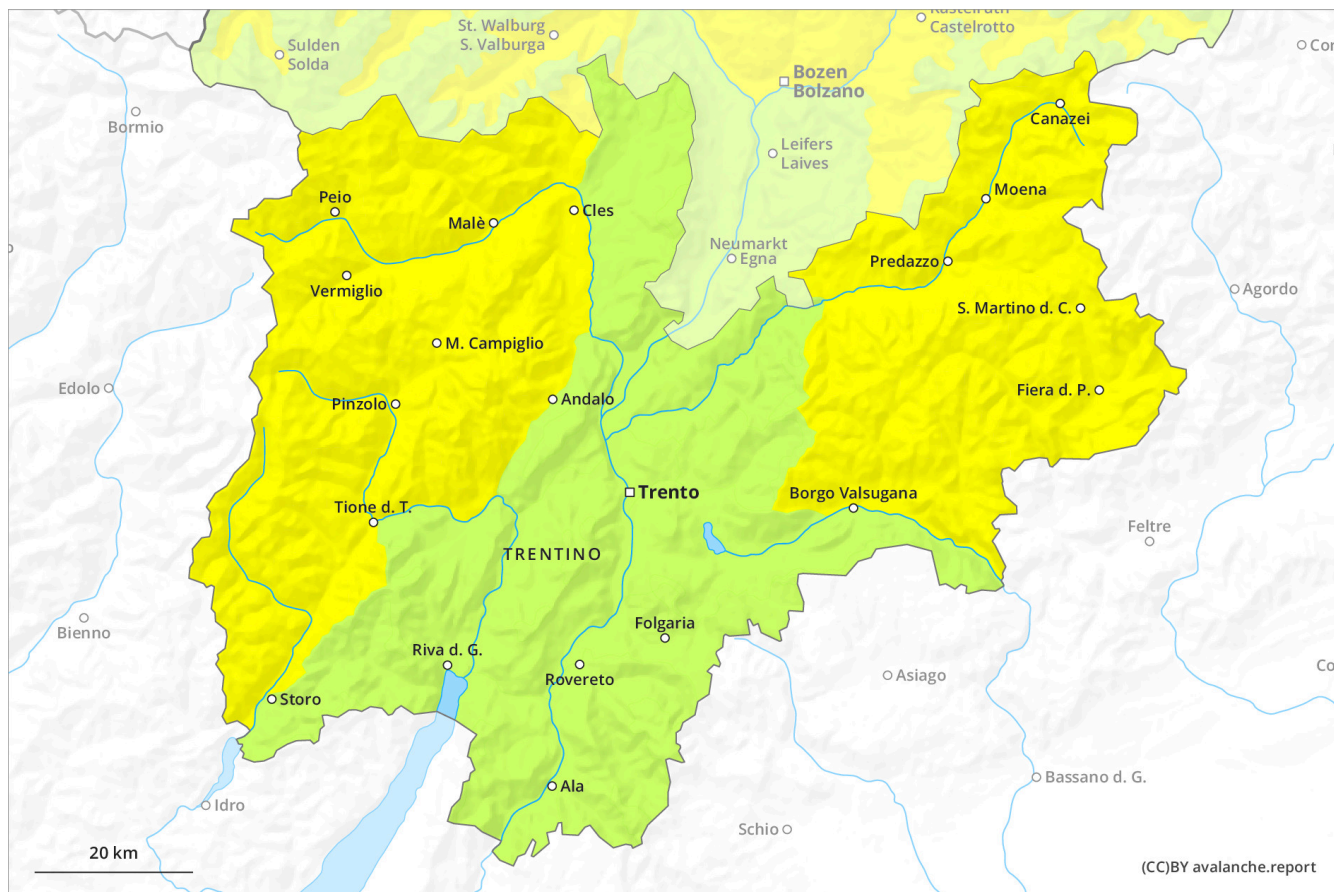 Kastelruth
Castelrotto
St. Walburg
S. Valburga
Sulden
Solda
Cor
Bozen
Bolzano
Bormio
Canazei
Leifers
Laives
Peio
Malè
Cles
Moena
Neumarkt
Egna
Predazzo
Vermiglio
Agordo
S. Martino d. C.
M. Campiglio
Edolo
Pinzolo
Andalo
Fiera d. P.
Trento
Borgo Valsugana
Tione d. T.
Feltre
TRENTINO
Bienno
Folgaria
Riva d. G.
Rovereto
Asiago
Co
Storo
Ala
Bassano d. G.
Idro
Schio
20 km
(CC)BY avalanche.report